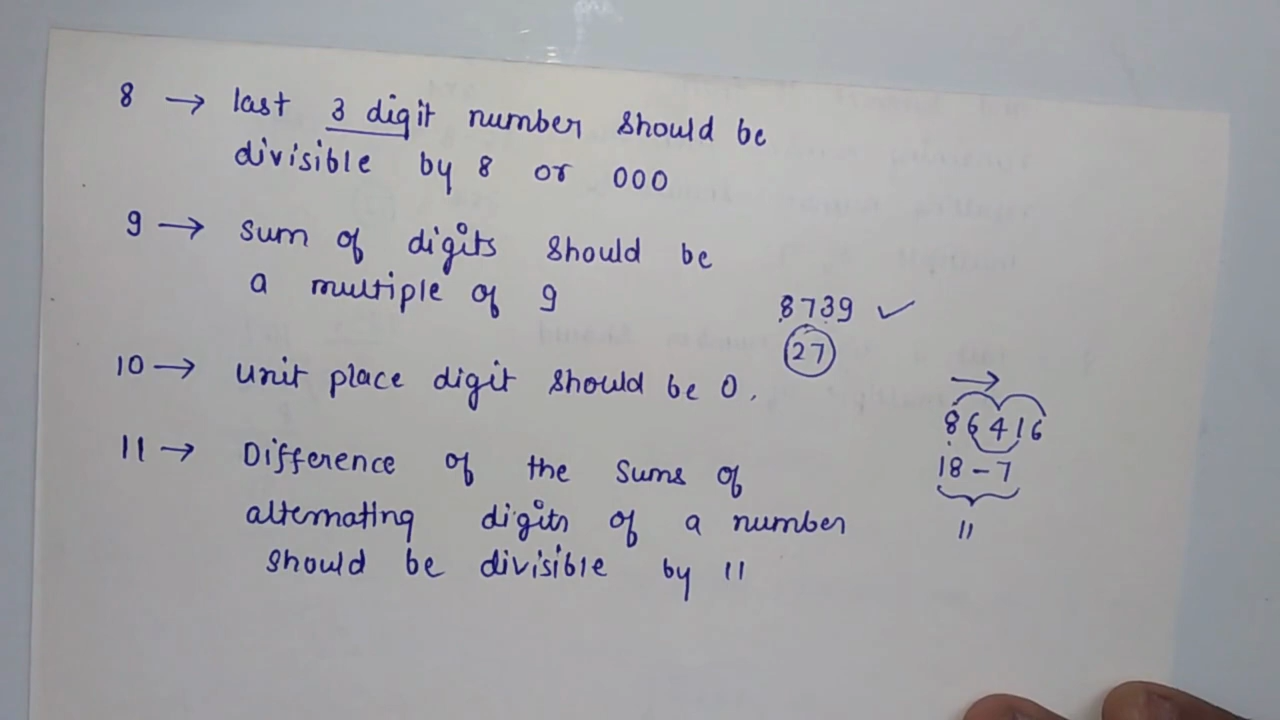 8 → last 3 digit number should be
divisible by 8 or 000
9 → sum of digits should be
a multiple of 9
8739 ✓
27
10 → unit place digit should be 0.
11 → Difference of the sums of
alternating digits of a number
should be divisible by 11
→
86416
18 - 7
11